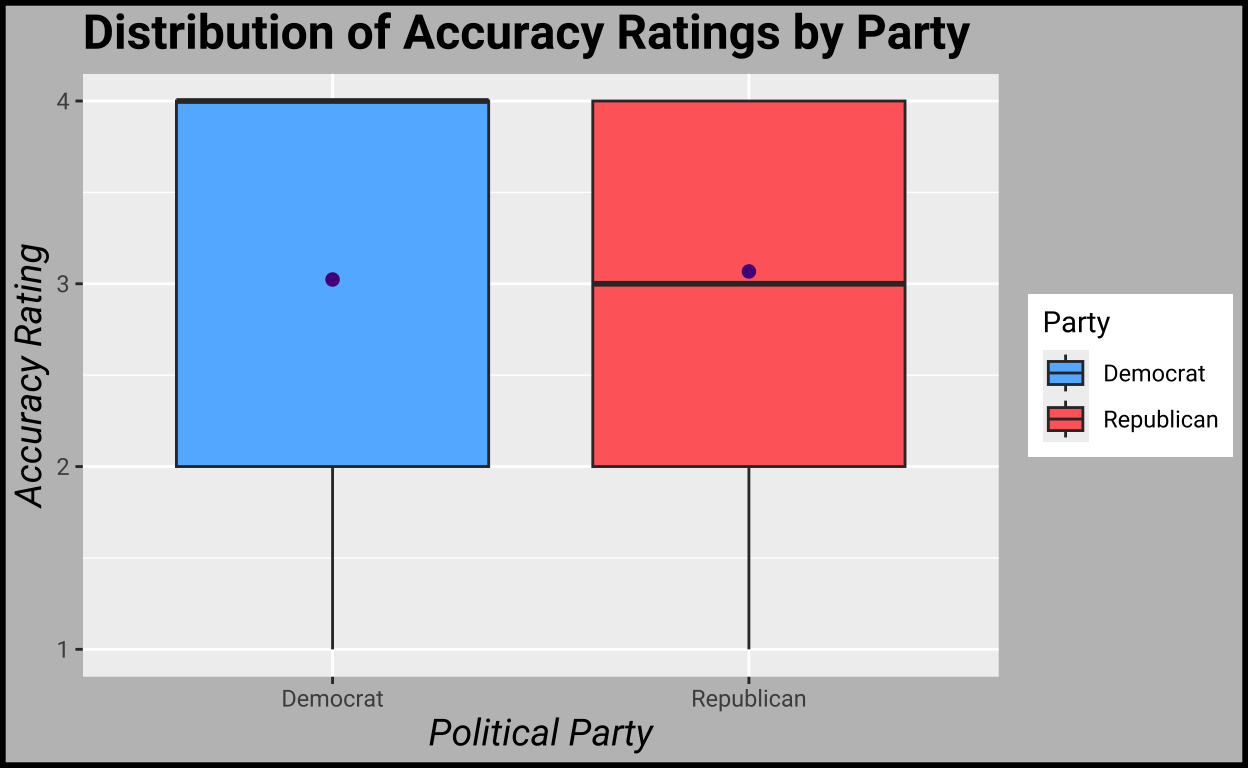 Distribution of Accuracy Ratings by Party
Accuracy Rating
4
3
2
1
Democrat
Republican
Political Party
Party
Democrat
Republican